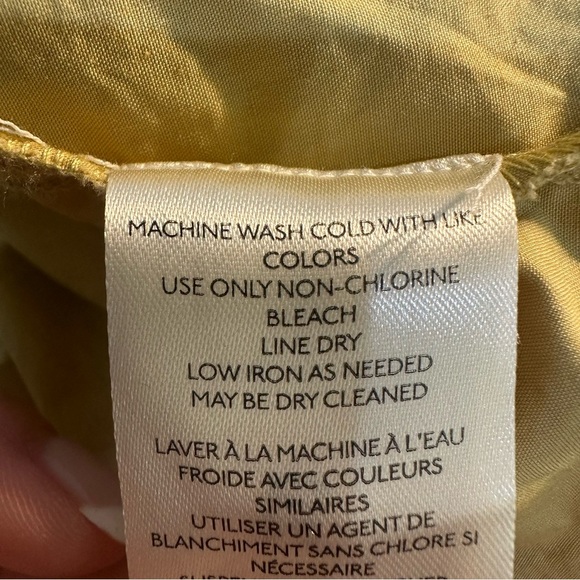 MACHINE WASH COLD WITH LIKE
COLORS
USE ONLY NON-CHLORINE
BLEACH
LINE DRY
LOW IRON AS NEEDED
MAY BE DRY CLEANED
LAVER À LA MACHINE À L'EAU
FROIDE AVEC COULEURS
SIMILAIRES
UTILISER UN AGENT DE
BLANCHIMENT SANS CHLORE SI
NÉCESSAIRE